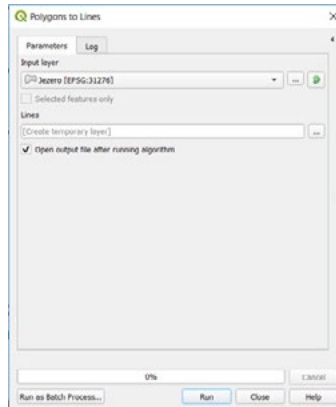 Polygons to Lines
Parameters Log
Input layer
Jezero [EPSG:31276]
...
Selected features only
Lines
[Create temporary layer]
...
Open output file after running algorithm
0% Cancel
Run as Batch Process... Run Close Help